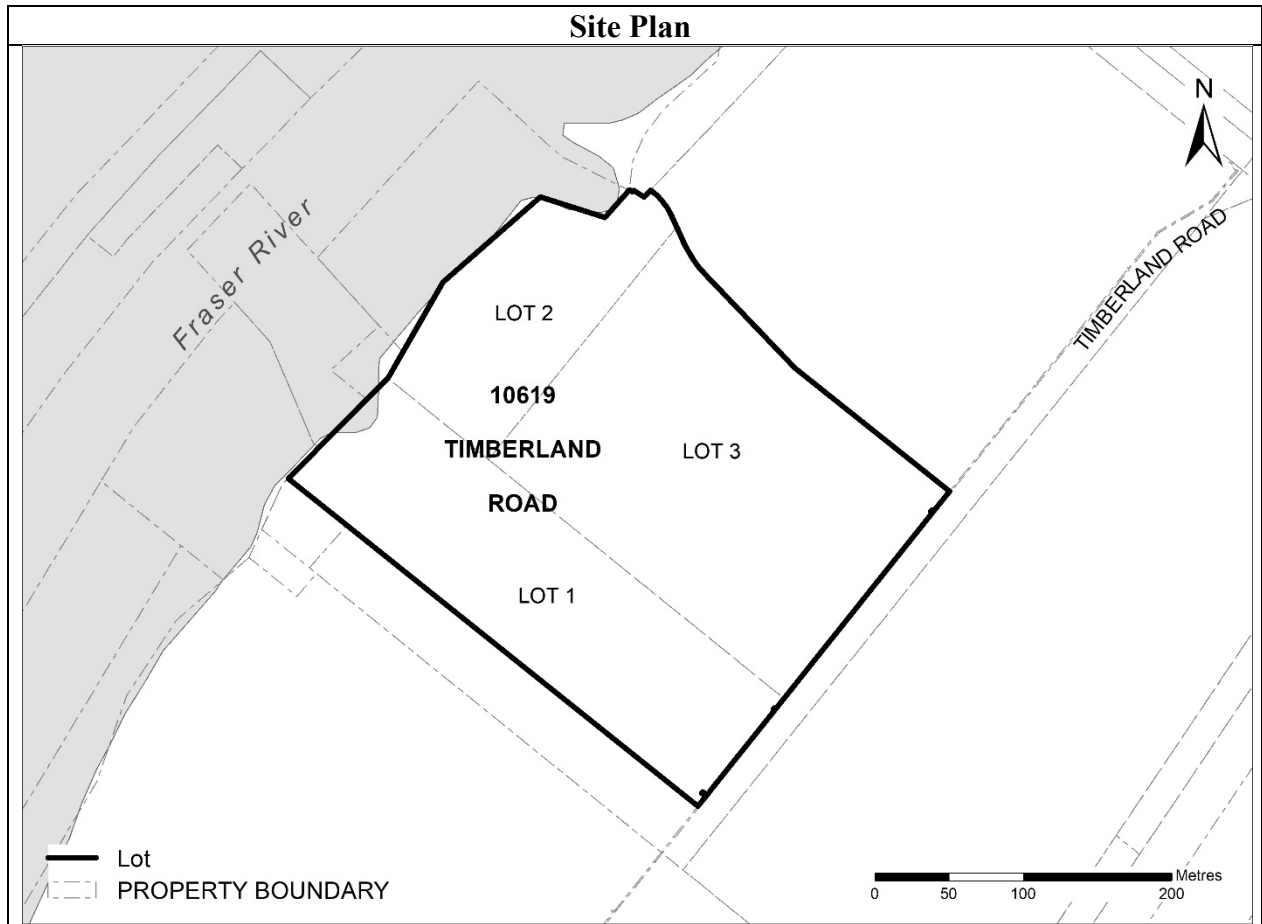 Site Plan
N
Fraser River
TIMBERLAND ROAD
LOT 2
10619
TIMBERLAND
ROAD
LOT 3
LOT 1
Lot
PROPERTY BOUNDARY
Metres
0 50 100 200